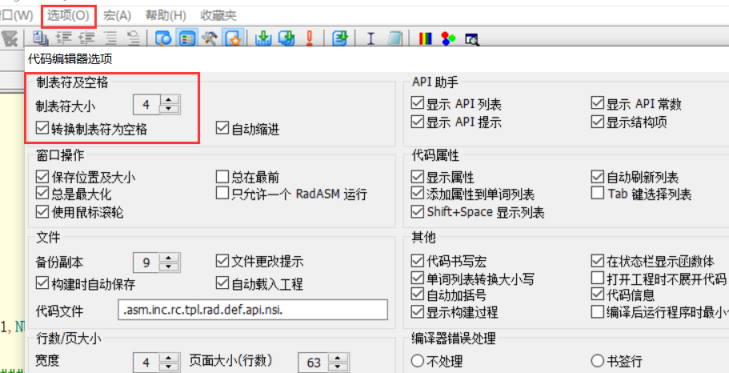 口(W) 选项(O) 宏(A) 帮助(H) 收藏夹
代码编辑器选项
制表符及空格
制表符大小 4
转换制表符为空格 自动缩进
窗口操作
保存位置及大小 总在最前
总是最大化 只允许一个 RadASM 运行
使用鼠标滚轮
文件
备份副本 9 文件更改提示
构建时自动保存 自动载入工程
代码文件 .asm.inc.rc.tpl.rad.def.api.nsi.
行数/页大小
宽度 4 页面大小(行数) 63
API 助手
显示 API 列表 显示 API 常数
显示 API 提示 显示结构项
代码属性
显示属性 自动刷新列表
添加属性到单词列表 Tab 键选择列表
Shift+Space 显示列表
其他
代码书写宏 在状态栏显示函数体
单词列表转换大小写 打开工程时不展开代码
自动加括号 代码信息
显示构建过程 编译后运行程序时最小
编译器错误处理
不处理 书签行
1,N
###